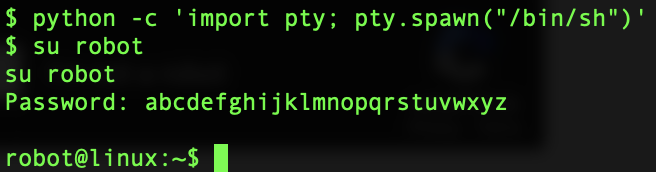 $ python -c 'import pty; pty.spawn("/bin/sh")'
$ su robot
su robot
Password: abcdefghijklmnopqrstuvwxyz
robot@linux:~$